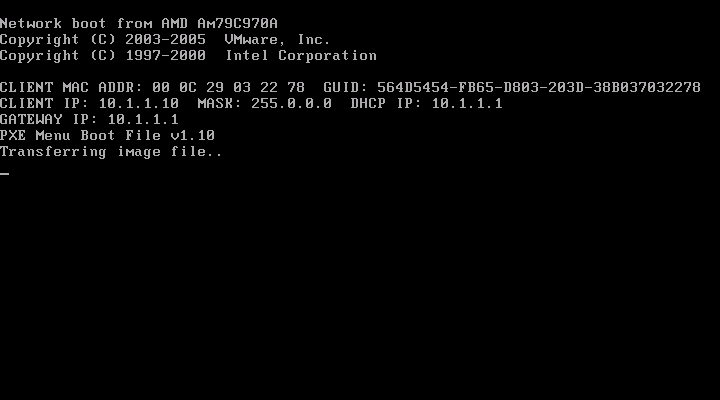 Network boot from AMD Am79C970A
Copyright (C) 2003-2005  VMware, Inc.
Copyright (C) 1997-2000  Intel Corporation
CLIENT MAC ADDR: 00 0C 29 03 22 78  GUID: 564D5454-FB65-D803-203D-38B037032278
CLIENT IP: 10.1.1.10  MASK: 255.0.0.0  DHCP IP: 10.1.1.1
GATEWAY IP: 10.1.1.1
PXE Menu Boot File v1.10
Transferring image file..